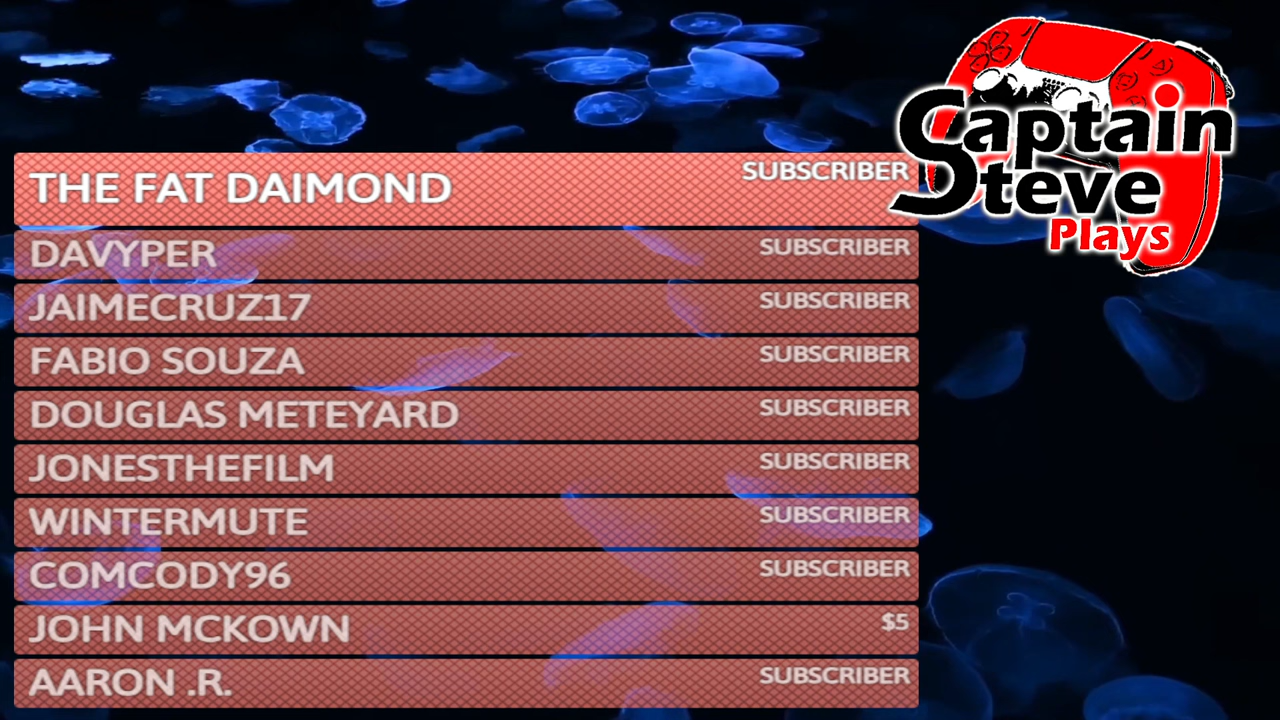 THE FAT DAIMOND SUBSCRIBER
DAVYPER SUBSCRIBER
JAIMECRUZ17 SUBSCRIBER
FABIO SOUZA SUBSCRIBER
DOUGLAS METEYARD SUBSCRIBER
JONESTHEFILM SUBSCRIBER
WINTERMUTE SUBSCRIBER
COMCODY96 SUBSCRIBER
JOHN MCKOWN $5
AARON .R. SUBSCRIBER
Captain
Steve
Plays